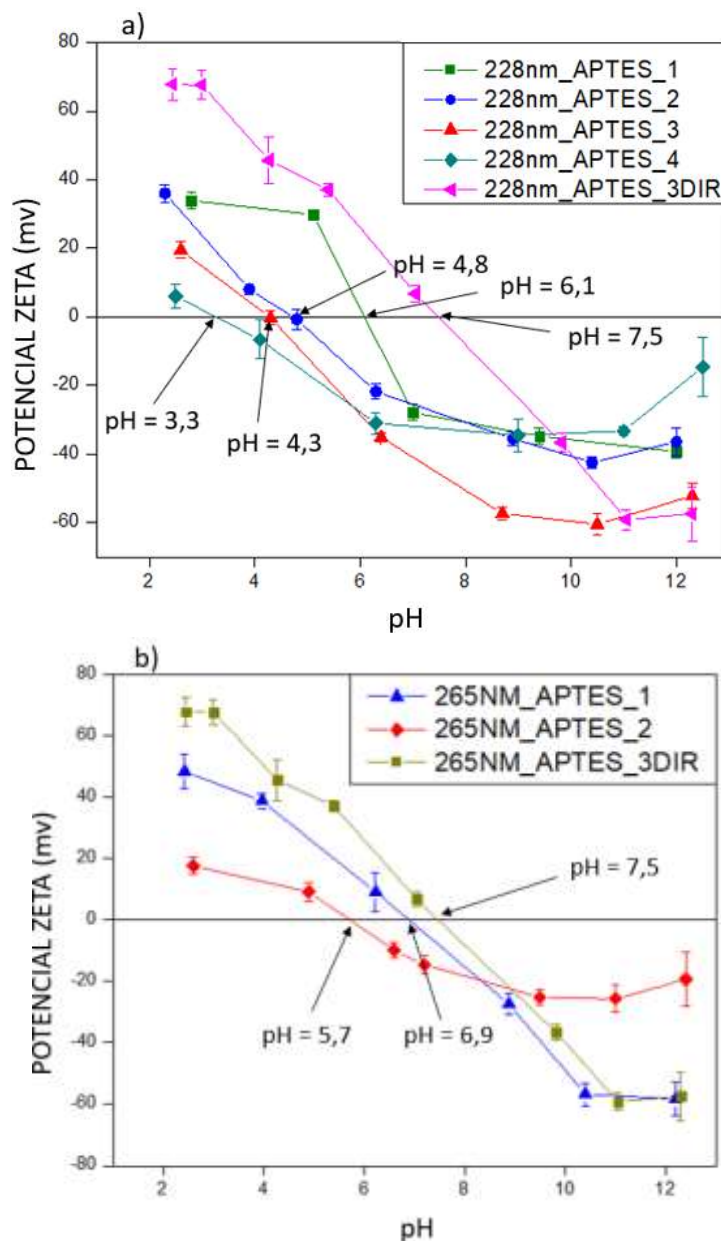 a)
80
60
40
20
0
-20
-40
-60
POTENCIAL ZETA (mv)
228nm_APTES_1
228nm_APTES_2
228nm_APTES_3
228nm_APTES_4
228nm_APTES_3DIR
pH = 4,8
pH = 6,1
pH = 7,5
pH = 3,3
pH = 4,3
2 4 6 8 10 12
pH
b)
80
60
40
20
0
-20
-40
-60
-80
POTENCIAL ZETA (mv)
265NM_APTES_1
265NM_APTES_2
265NM_APTES_3DIR
pH = 7,5
pH = 5,7
pH = 6,9
2 4 6 8 10 12
pH